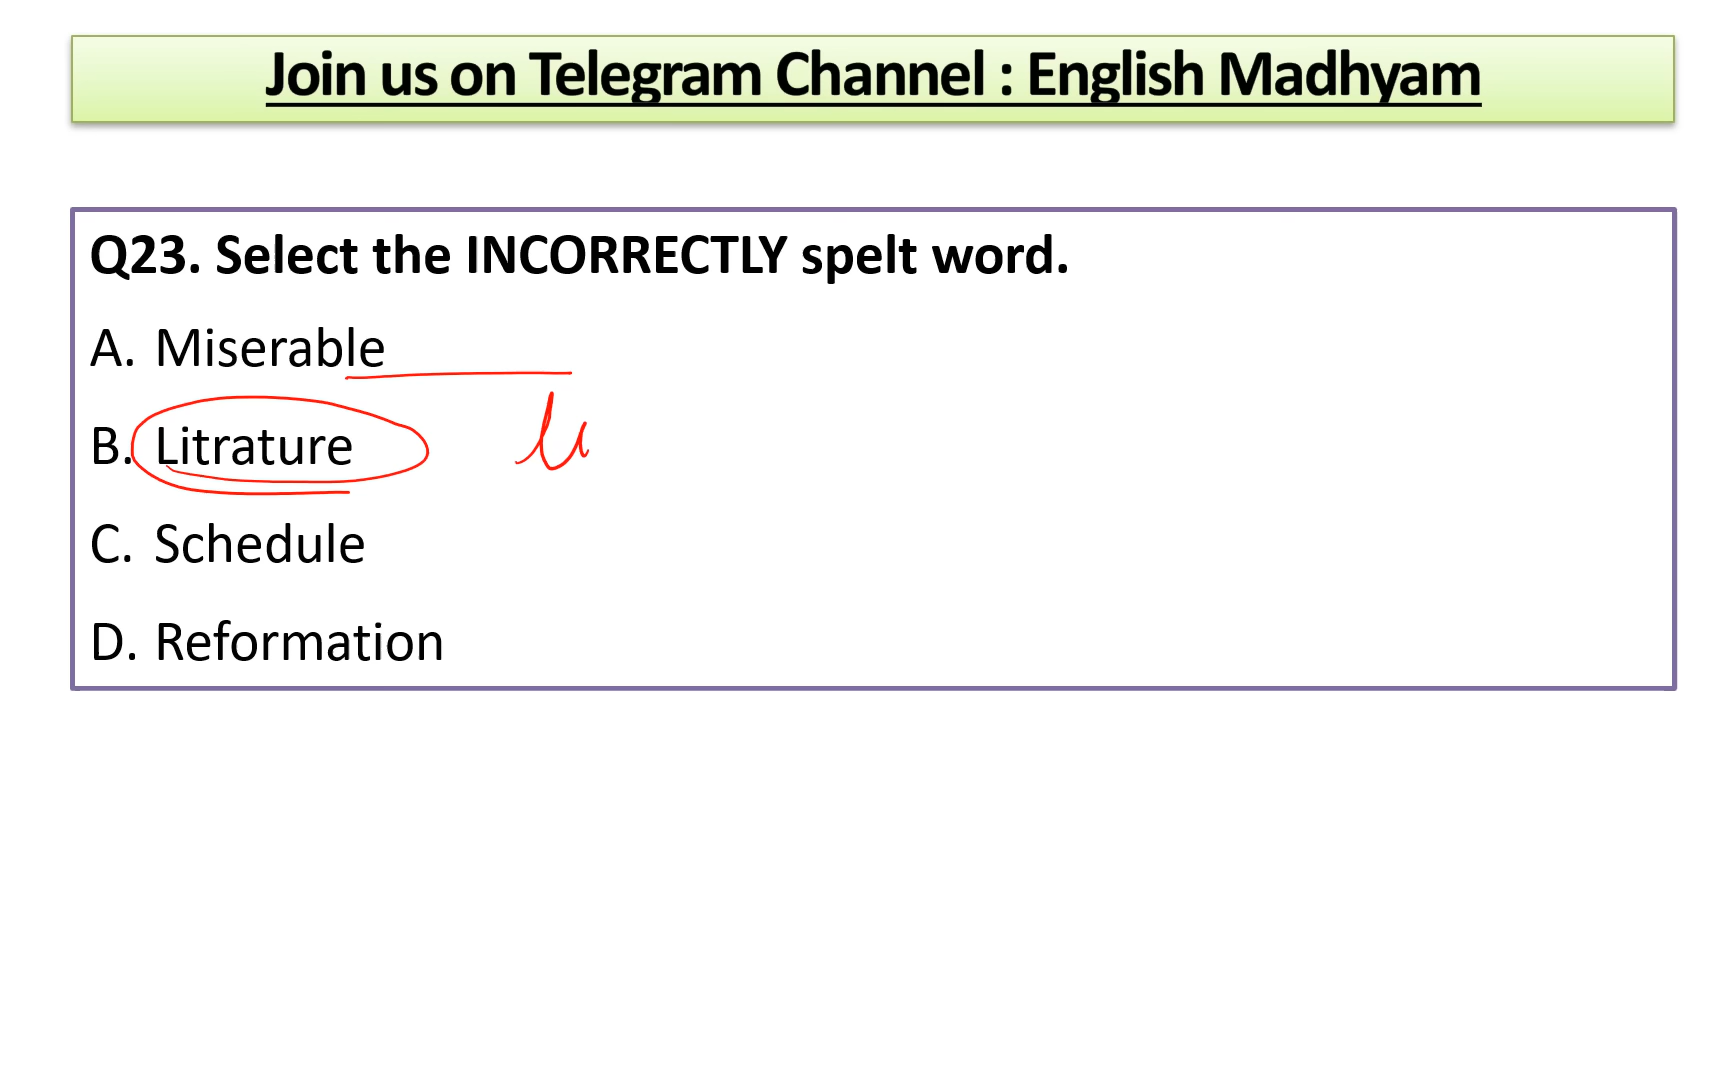 Join us on Telegram Channel : English Madhyam
Q23. Select the INCORRECTLY spelt word.
A. Miserable
B. Litrature
C. Schedule
D. Reformation